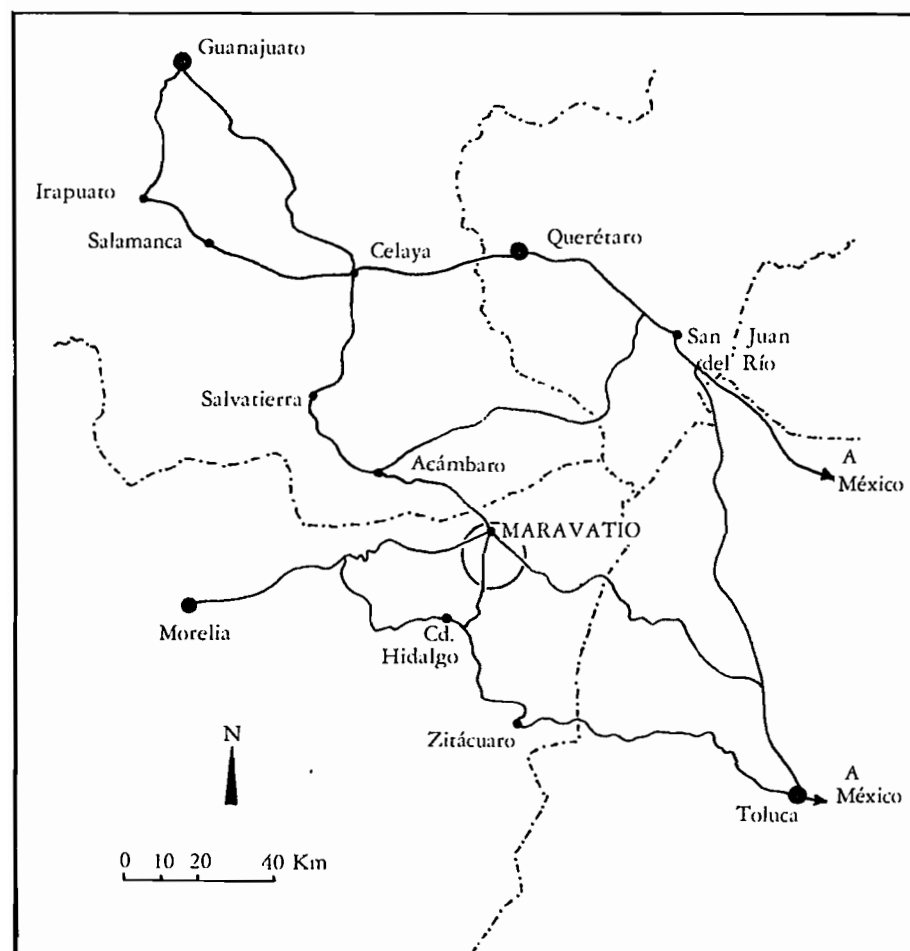 Guanajuato
Irapuato
Salamanca
Celaya
Querétaro
San Juan
del Río
Salvatierra
Acámbaro
A
México
MARAVATIO
Morelia
Cd.
Hidalgo
Zitácuaro
N
A
México
Toluca
0 10 20 40 Km